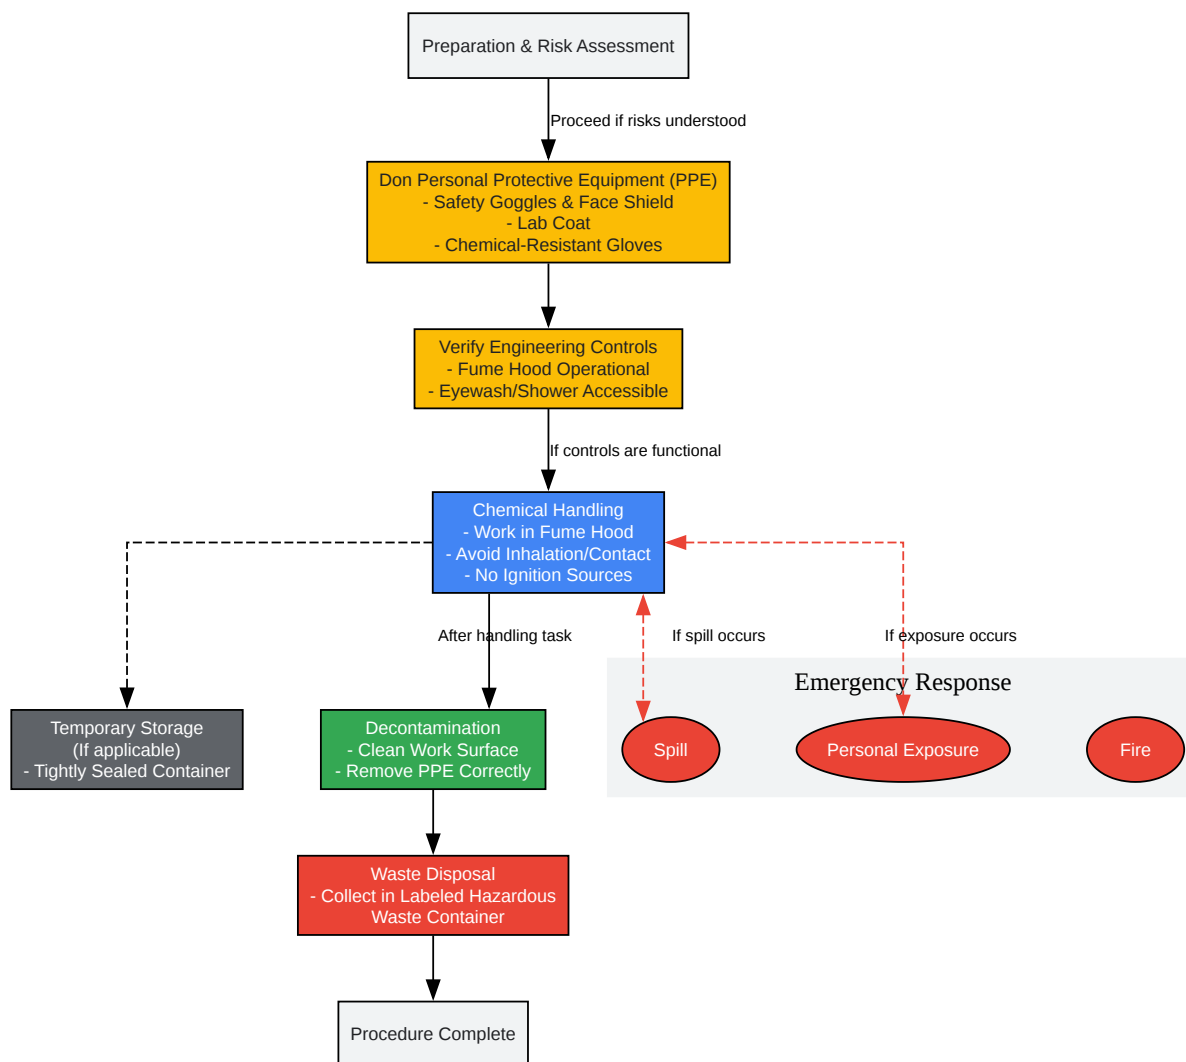 Preparation & Risk Assessment
Proceed if risks understood
Don Personal Protective Equipment (PPE)
- Safety Goggles & Face Shield
- Lab Coat
- Chemical-Resistant Gloves
Verify Engineering Controls
- Fume Hood Operational
- Eyewash/Shower Accessible
If controls are functional
Chemical Handling
- Work in Fume Hood
- Avoid Inhalation/Contact
- No Ignition Sources
After handling task
If spill occurs
If exposure occurs
Emergency Response
Temporary Storage
(If applicable)
- Tightly Sealed Container
Decontamination
- Clean Work Surface
- Remove PPE Correctly
Spill
Personal Exposure
Fire
Waste Disposal
- Collect in Labeled Hazardous
Waste Container
Procedure Complete